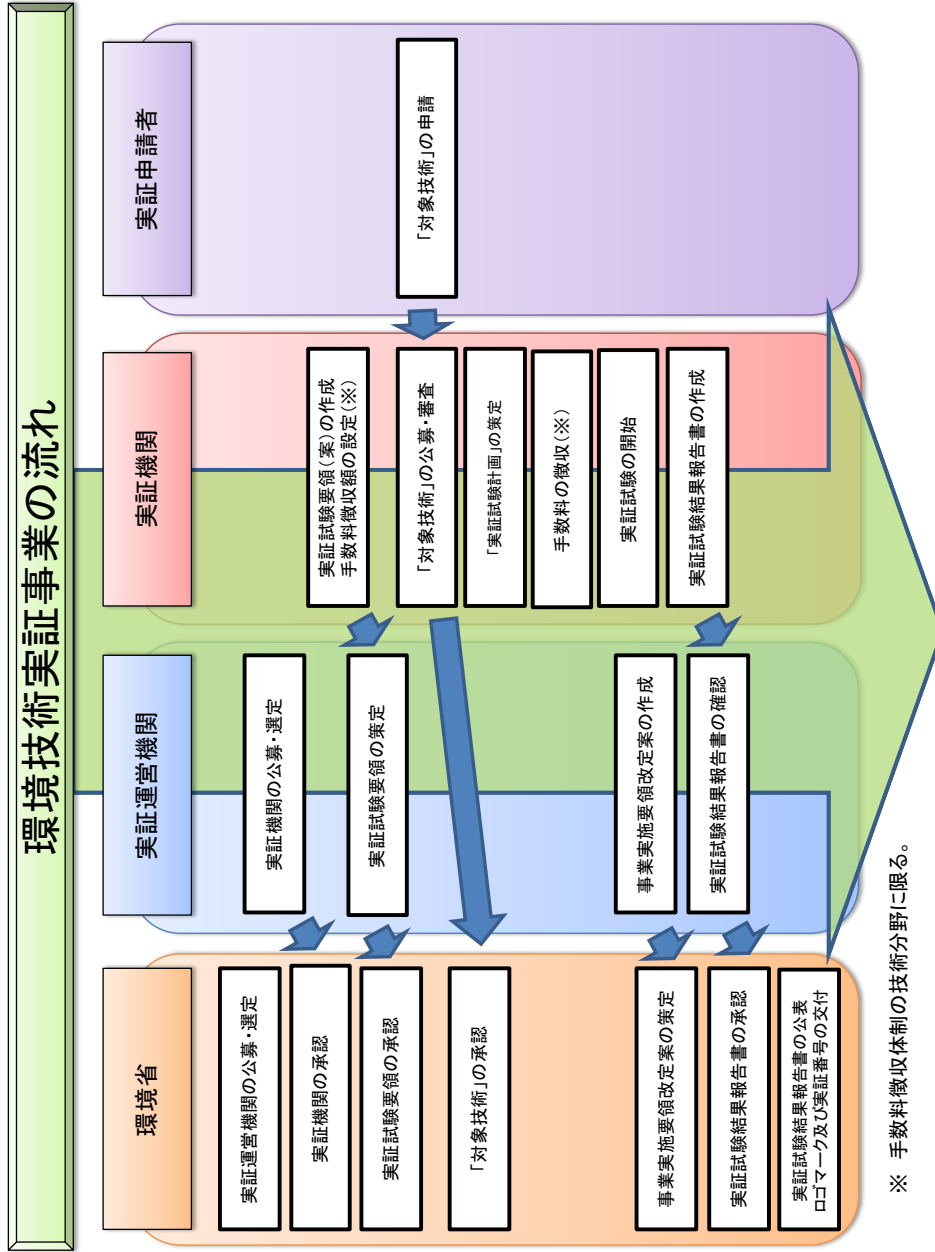 環境技術実証事業の流れ
環境省
実証運営機関の公募・選定
実証機関の承認
実証試験要領の承認
「対象技術」の承認
事業実施要領改定案の策定
実証試験結果報告書の承認
実証試験結果報告書の公表
ロゴマーク及び実証番号の交付
実証運営機関
実証機関の公募・選定
実証試験要領の策定
事業実施要領改定案の作成
実証試験結果報告書の確認
実証機関
実証試験要領(案)の作成
手数料徴収額の設定(※)
「対象技術」の公募・審査
「実証試験計画」の策定
手数料の徴収(※)
実証試験の開始
実証試験結果報告書の作成
実証申請者
「対象技術」の申請
※ 手数料徴収体制の技術分野に限る。